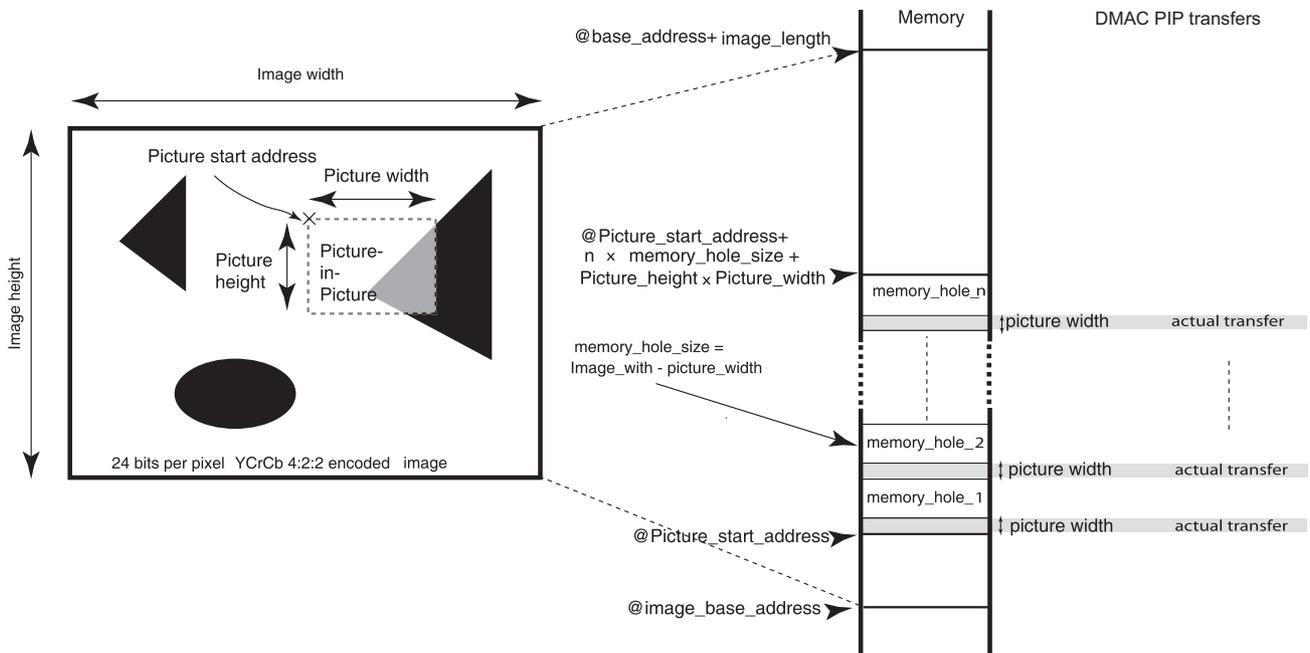 Memory
DMAC PIP transfers
@base_address+ image_length
Image width
Picture start address
Picture width
Picture
height
Picture-
in-
Picture
Image height
24 bits per pixel YCrCb 4:2:2 encoded image
@Picture_start_address+
n x memory_hole_size +
Picture_height x Picture_width
memory_hole_n
picture width actual transfer
memory_hole_size =
Image_with - picture_width
memory_hole_2
picture width actual transfer
memory_hole_1
picture width actual transfer
@Picture_start_address
@image_base_address